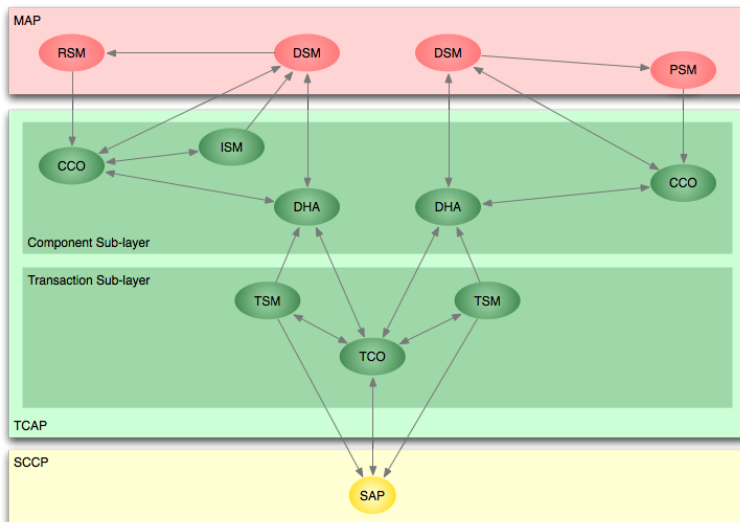 MAP
RSM
DSM
DSM
PSM
ISM
CCO
CCO
DHA
DHA
Component Sub-layer
Transaction Sub-layer
TSM
TSM
TCO
TCAP
SCCP
SAP